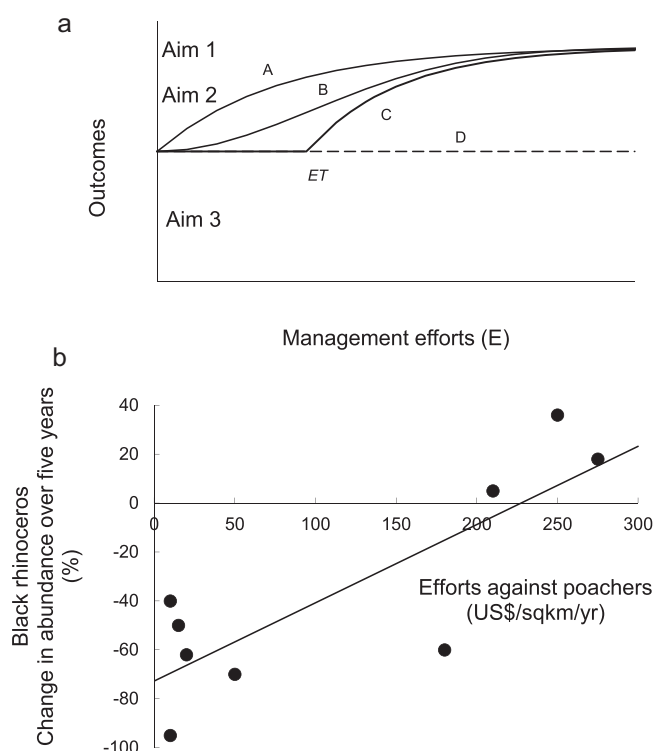 a
Aim 1
A
Aim 2
B
C
D
ET
Outcomes
Aim 3
Management efforts (E)
b
Black rhinoceros
Change in abundance over five years
(%)
40
20
0
0 50 100 150 200 250 300
-20
-40
-60
-80
-100
Efforts against poachers
(US$/sqkm/yr)